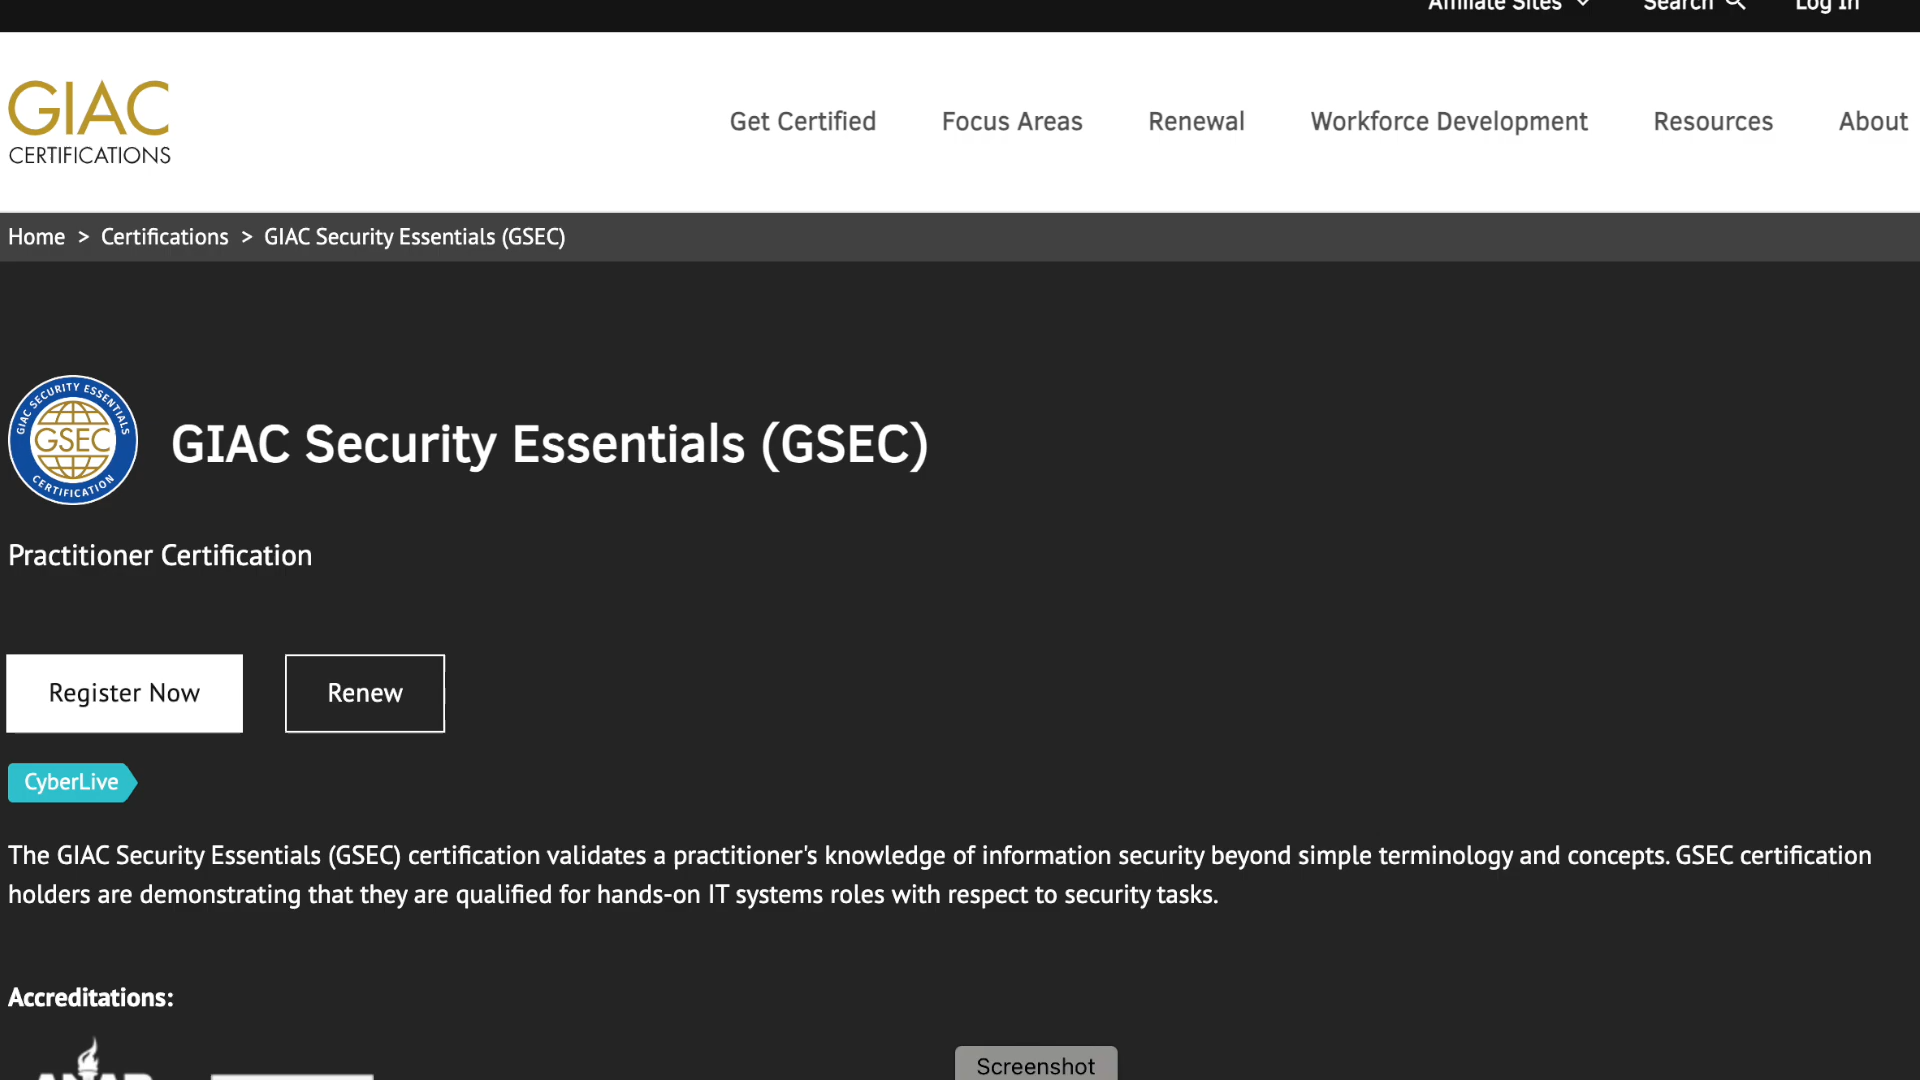 Affiliate Sites Search Log In
GIAC
CERTIFICATIONS
Get Certified Focus Areas Renewal Workforce Development Resources About
Home > Certifications > GIAC Security Essentials (GSEC)
GIAC SECURITY ESSENTIALS
GSEC
CERTIFICATION
GIAC Security Essentials (GSEC)
Practitioner Certification
Register Now Renew
CyberLive
The GIAC Security Essentials (GSEC) certification validates a practitioner's knowledge of information security beyond simple terminology and concepts. GSEC certification
holders are demonstrating that they are qualified for hands-on IT systems roles with respect to security tasks.
Accreditations:
ANAB
Screenshot